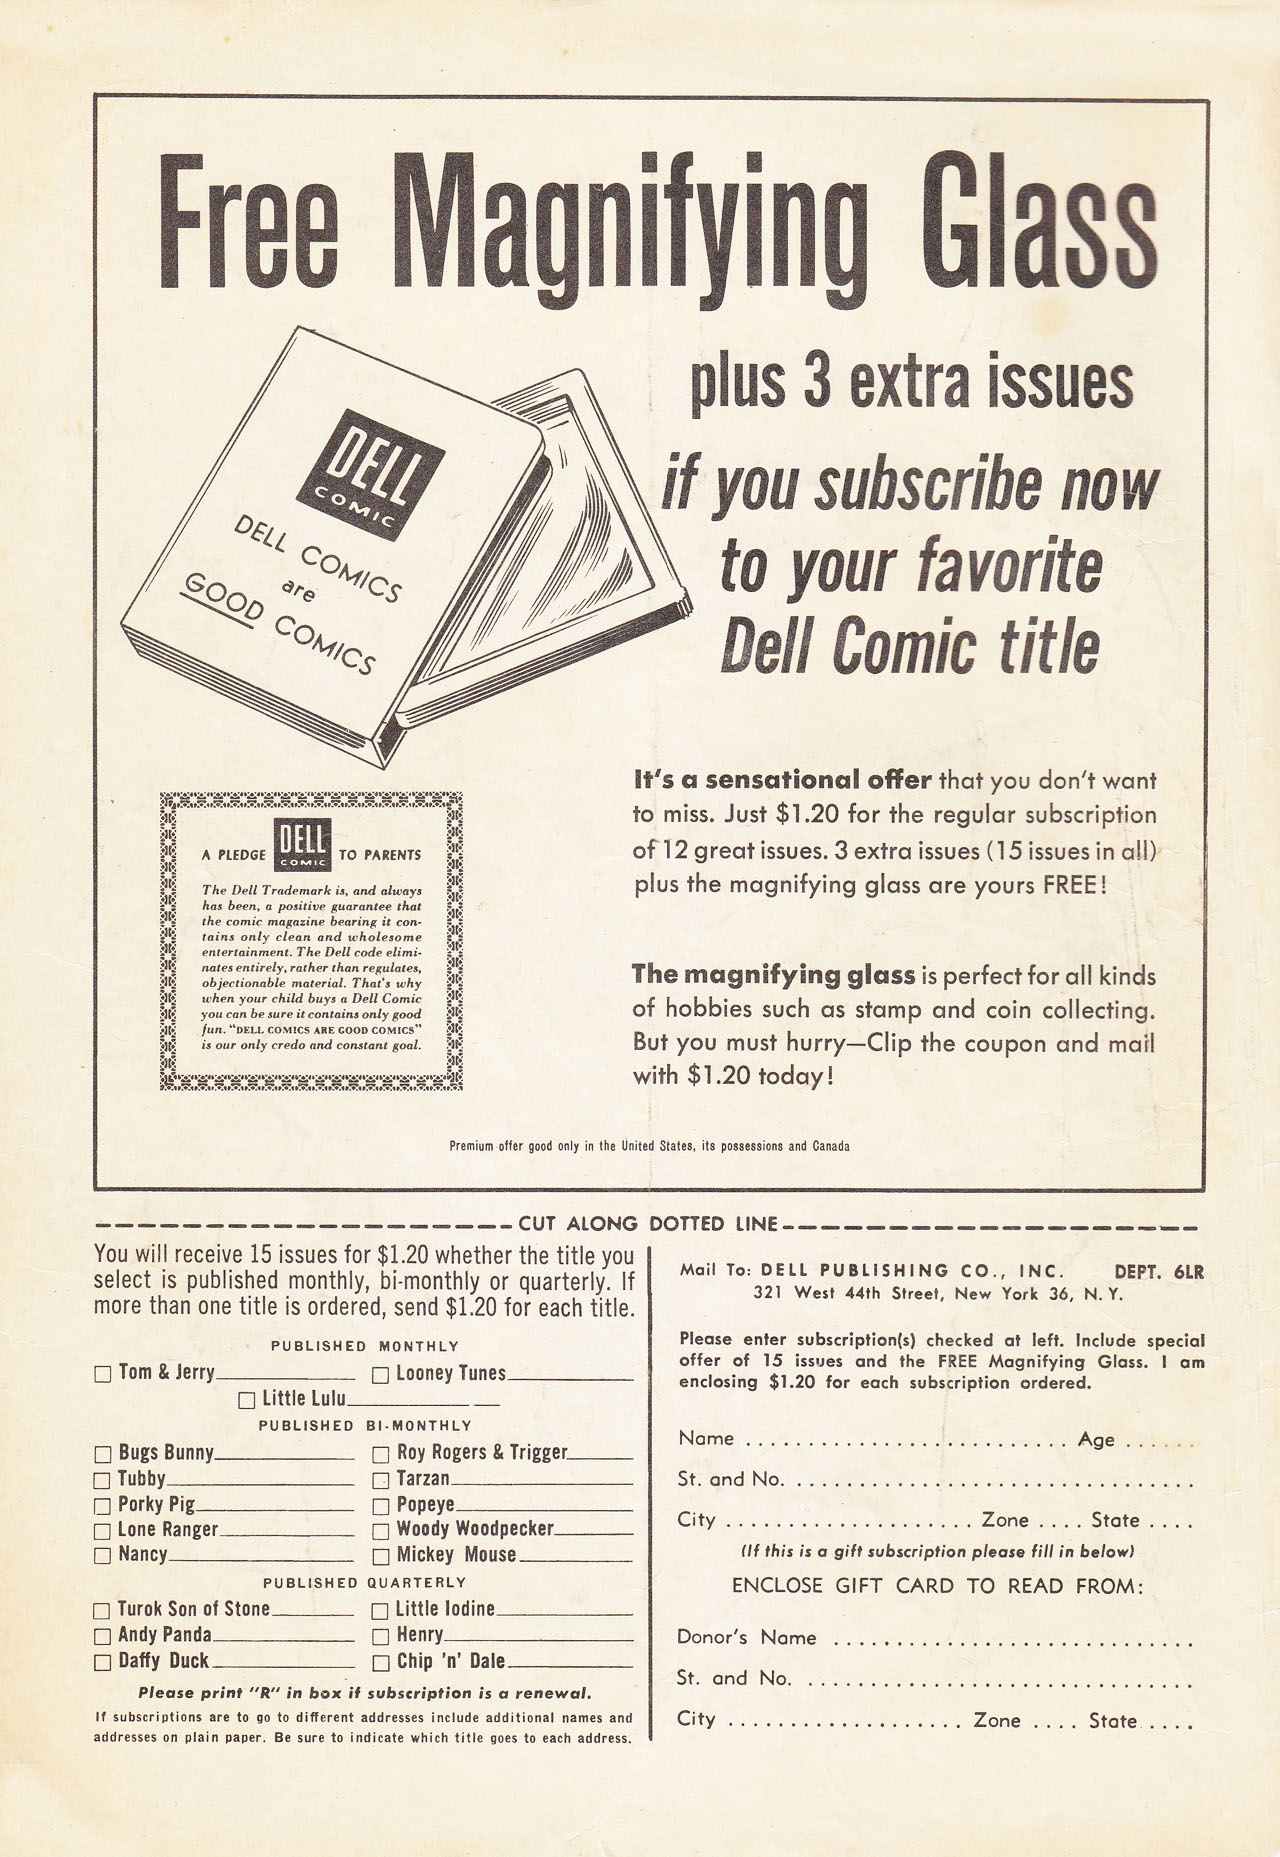 Free Magnifying Glass
plus 3 extra issues
if you subscribe now
to your favorite
Dell Comic title
DELL
COMIC
DELL COMICS
are
GOOD COMICS
It's a sensational offer that you don't want
to miss. Just $1.20 for the regular subscription
of 12 great issues. 3 extra issues (15 issues in all)
plus the magnifying glass are yours FREE!
A PLEDGE DELL COMIC TO PARENTS
The Dell Trademark is, and always
has been, a positive guarantee that
the comic magazine bearing it con-
tains only clean and wholesome
entertainment. The Dell code elimi-
nates entirely, rather than regulates,
objectionable material. That's why
when your child buys a Dell Comic
you can be sure it contains only good
fun. "DELL COMICS ARE GOOD COMICS"
is our only credo and constant goal.
The magnifying glass is perfect for all kinds
of hobbies such as stamp and coin collecting.
But you must hurry—Clip the coupon and mail
with $1.20 today!
Premium offer good only in the United States, its possessions and Canada
CUT ALONG DOTTED LINE
You will receive 15 issues for $1.20 whether the title you
select is published monthly, bi-monthly or quarterly. If
more than one title is ordered, send $1.20 for each title.
PUBLISHED MONTHLY
Tom & Jerry Looney Tunes
Little Lulu
PUBLISHED BI-MONTHLY
Bugs Bunny Roy Rogers & Trigger
Tubby Tarzan
Porky Pig Popeye
Lone Ranger Woody Woodpecker
Nancy Mickey Mouse
PUBLISHED QUARTERLY
Turok Son of Stone Little Iodine
Andy Panda Henry
Daffy Duck Chip 'n' Dale
Please print "R" in box if subscription is a renewal.
If subscriptions are to go to different addresses include additional names and
addresses on plain paper. Be sure to indicate which title goes to each address.
Mail To: DELL PUBLISHING CO., INC. DEPT. 6LR
321 West 44th Street, New York 36, N. Y.
Please enter subscription(s) checked at left. Include special
offer of 15 issues and the FREE Magnifying Glass. I am
enclosing $1.20 for each subscription ordered.
Name .......................... Age ......
St. and No. ................................
City .................... Zone .... State ....
(If this is a gift subscription please fill in below)
ENCLOSE GIFT CARD TO READ FROM:
Donor's Name .............................
St. and No. ...............................
City ................... Zone .... State ....